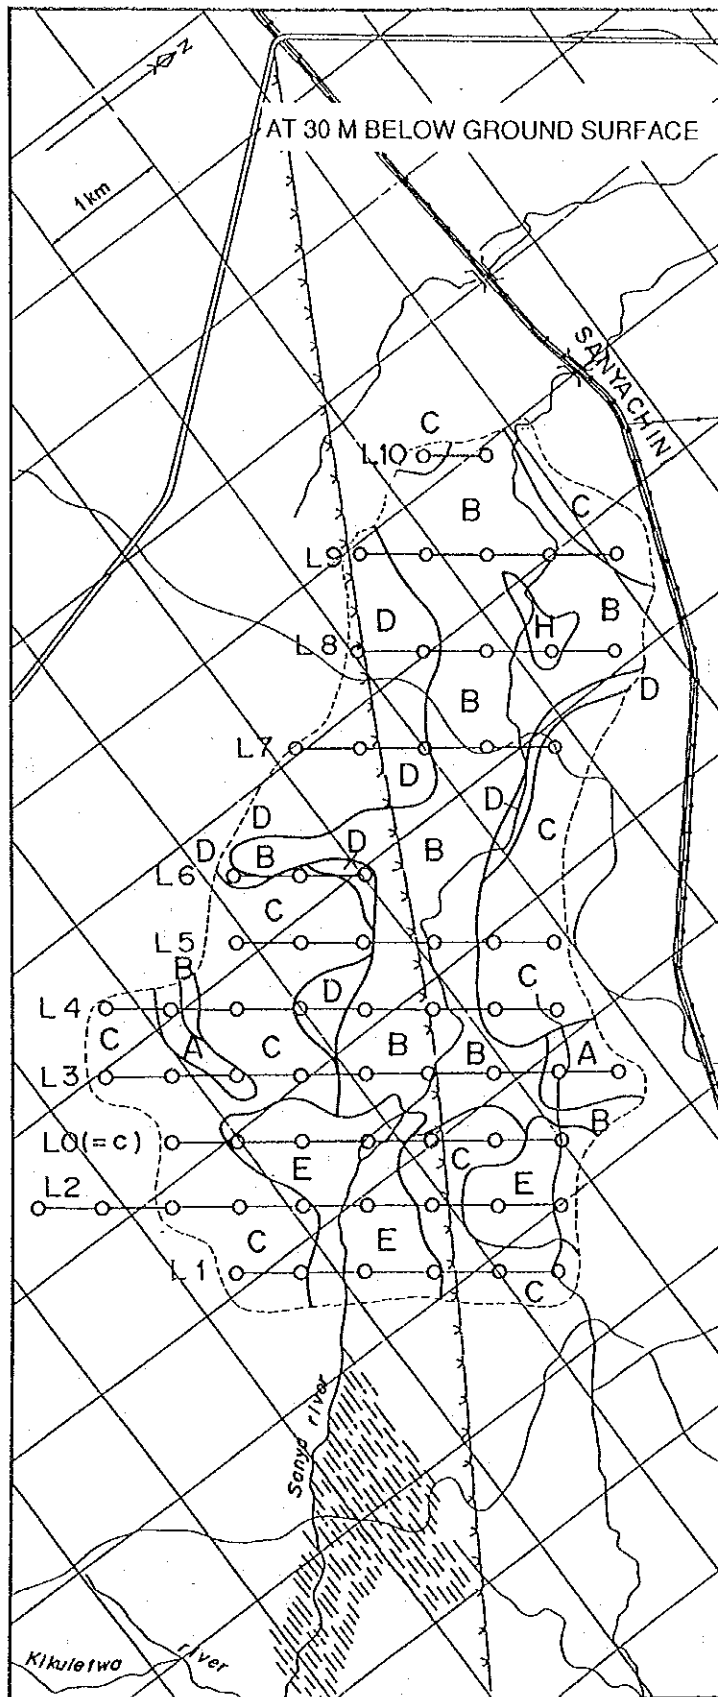 N
AT 30 M BELOW GROUND SURFACE
1km
SANYACHIN
C
L10
B
C
L9
D
H
B
L8
B
D
L7
D
D
D
C
D
D
B
D
B
L6
C
L5
B
D
C
L4
C
A
C
B
B
A
L3
B
L0(=c)
C
E
L2
E
C
E
L1
C
Sanya river
Kikuletwa river